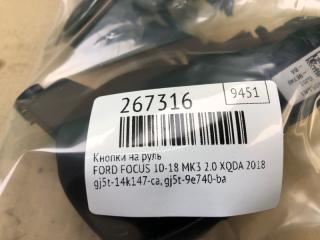 267316
9451
Кнопки на руль
FORD FOCUS 10-18 MK3 2.0 XQDA 2018
gj5t-14k147-ca, gj5t-9e740-ba